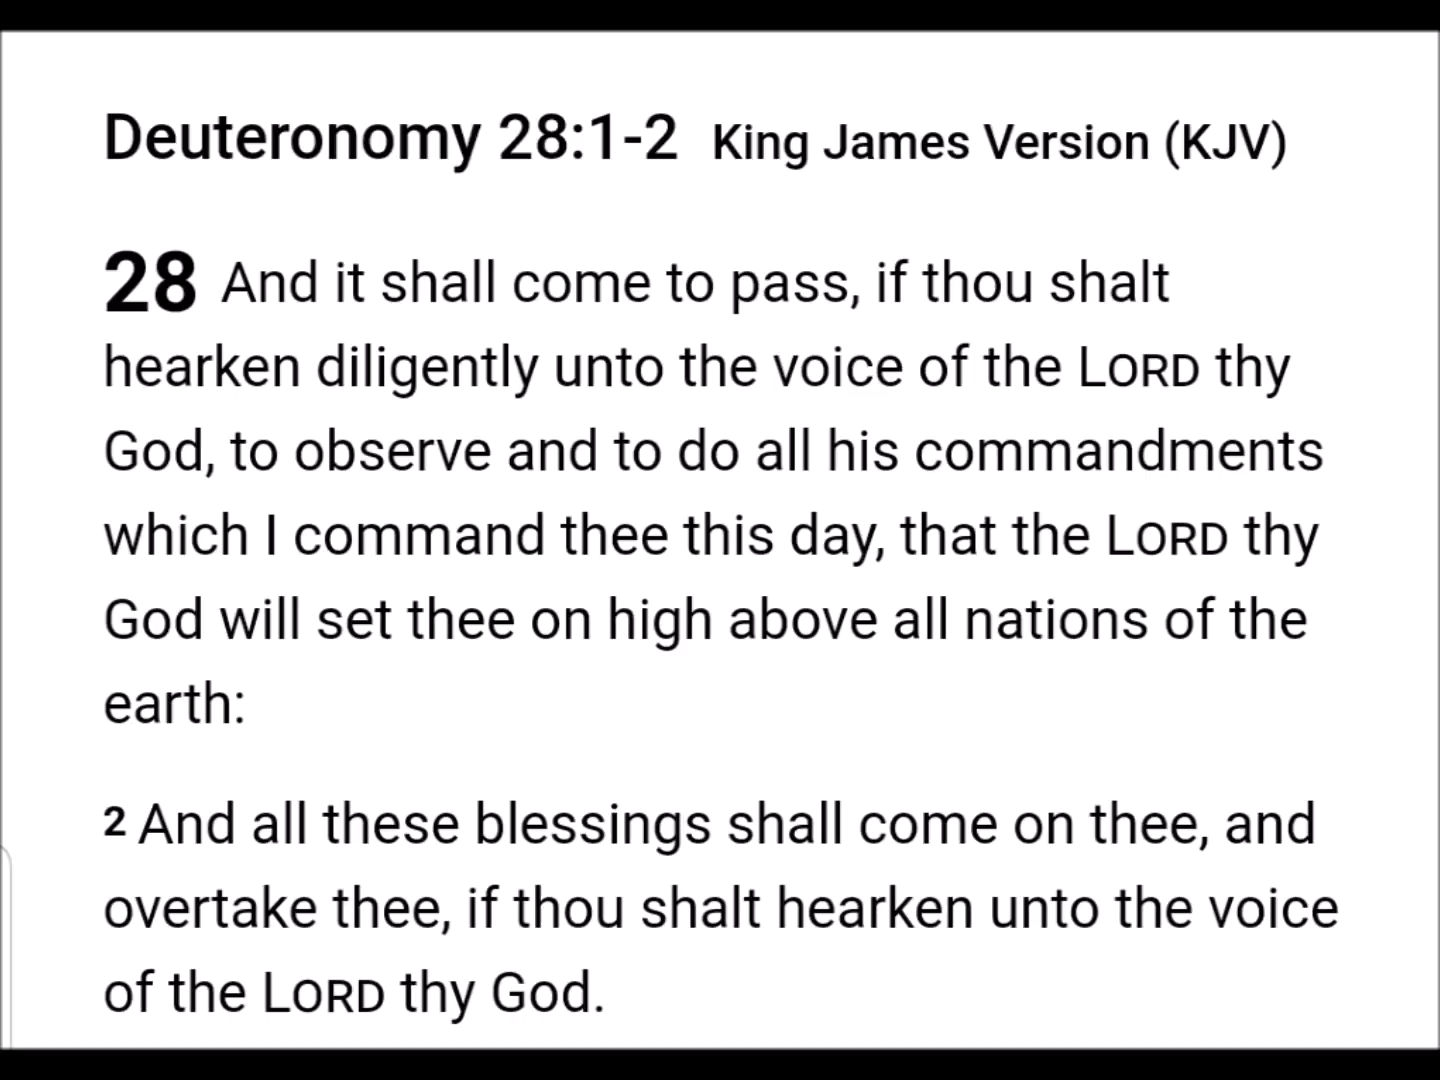 Deuteronomy 28:1-2 King James Version (KJV)
28 And it shall come to pass, if thou shalt
hearken diligently unto the voice of the LORD thy
God, to observe and to do all his commandments
which I command thee this day, that the LORD thy
God will set thee on high above all nations of the
earth:
2 And all these blessings shall come on thee, and
overtake thee, if thou shalt hearken unto the voice
of the LORD thy God.